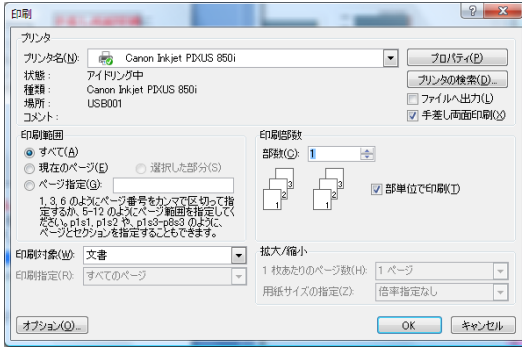 印刷
プリンタ
プリンタ名(N):
Canon Inkjet PIXUS 850i
プロパティ(P)
状態:
アイドリング中
プリンタの検索(D)...
種類:
Canon Inkjet PIXUS 850i
場所:
USB001
ファイルへ出力(L)
コメント:
手差し両面印刷(X)
印刷範囲
すべて(A)
現在のページ(E)
選択した部分(S)
ページ指定(G):
1,3,6 のようにページ番号をカンマで区切って指
定するか、5-12 のようにページ範囲を指定してく
ださい。p1s1, p1s2 や、p1s3-p8s3 のように、
ページとセクションを指定することもできます。
印刷部数
部数(C):
1
1 2 3
1 2 3
部単位で印刷(T)
印刷対象(W):
文書
印刷指定(R):
すべてのページ
拡大/縮小
1 枚あたりのページ数(H):
1 ページ
用紙サイズの指定(Z):
倍率指定なし
オプション(O)...
OK
キャンセル